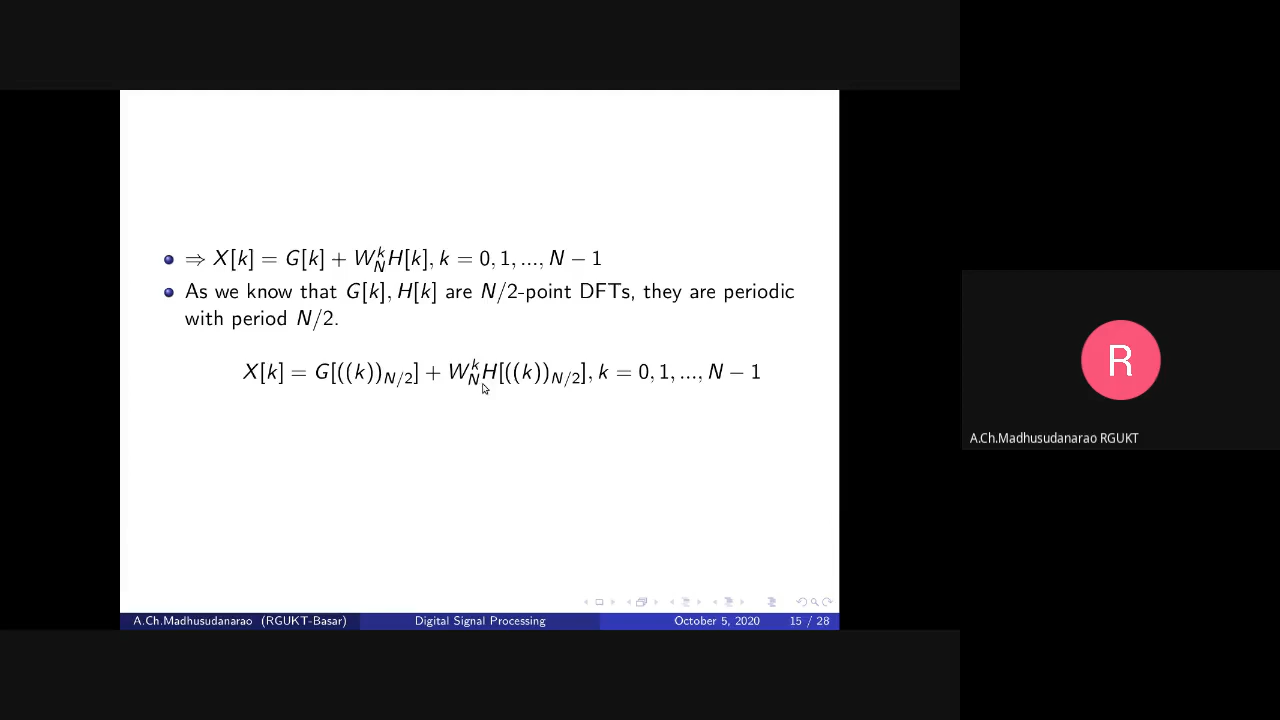 ⇒ X[k] = G[k] + W_N^k H[k], k = 0, 1, ..., N − 1
As we know that G[k], H[k] are N/2-point DFTs, they are periodic
with period N/2.
X[k] = G[((k))_{N/2}] + W_N^k H[((k))_{N/2}], k = 0, 1, ..., N − 1
R
A.Ch.Madhusudanarao RGUKT
A.Ch.Madhusudanarao (RGUKT-Basar) Digital Signal Processing October 5, 2020 15 / 28